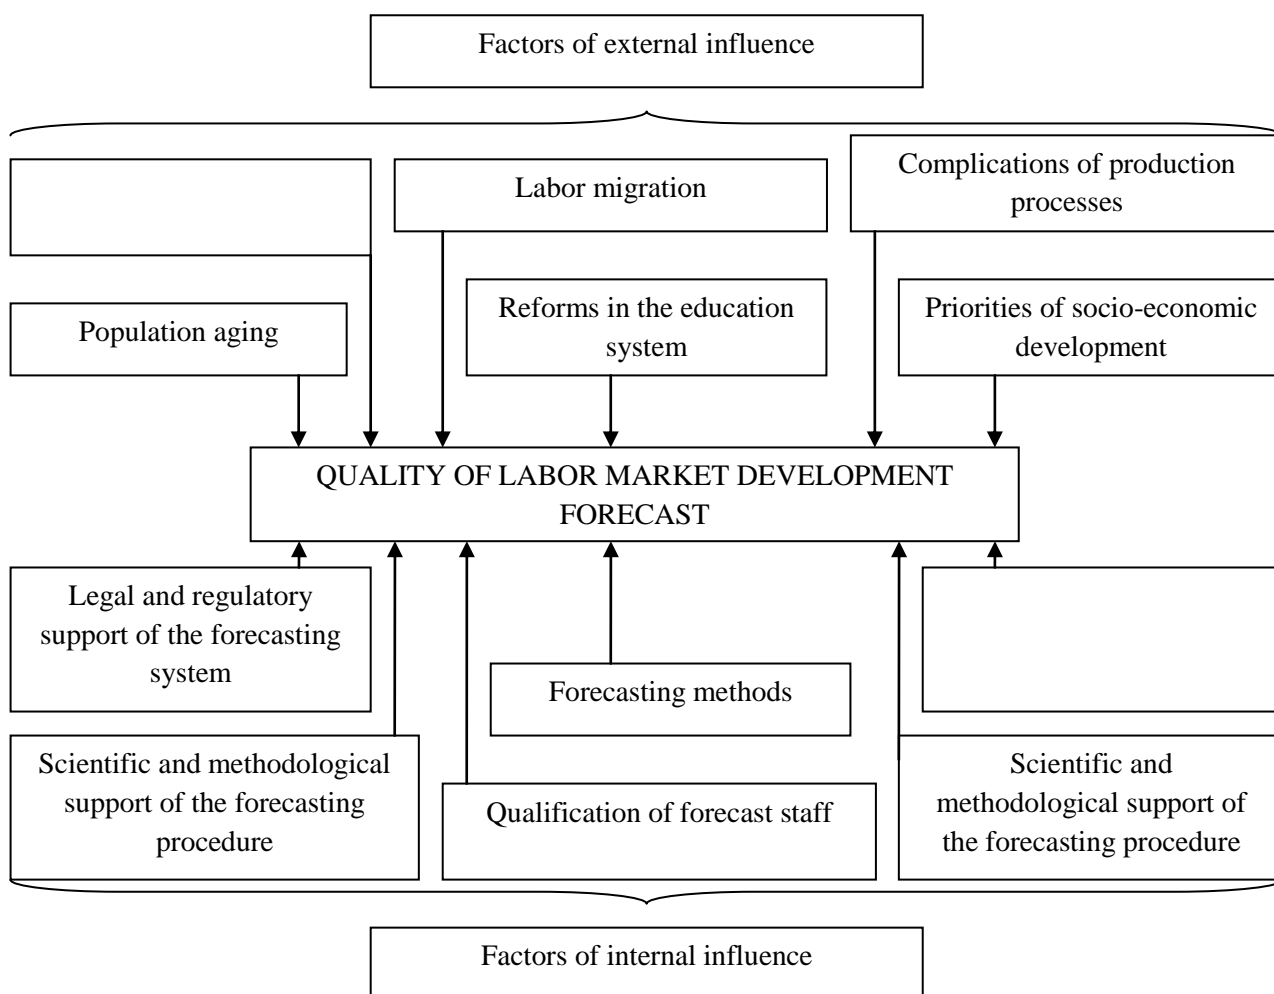 Factors of external influence
Labor migration
Complications of production
processes
Population aging
Reforms in the education
system
Priorities of socio-economic
development
QUALITY OF LABOR MARKET DEVELOPMENT
FORECAST
Legal and regulatory
support of the forecasting
system
Forecasting methods
Scientific and methodological
support of the forecasting
procedure
Qualification of forecast staff
Scientific and
methodological support of
the forecasting procedure
Factors of internal influence